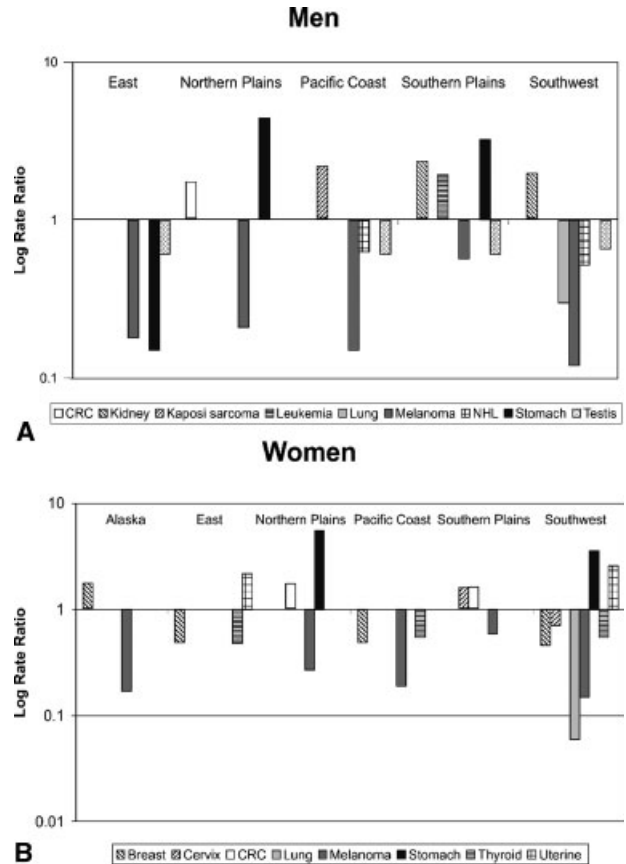 Men
10
East Northern Plains Pacific Coast Southern Plains Southwest
Log Rate Ratio
1
0.1
CRC Kidney Kaposi sarcoma Leukemia Lung Melanoma NHL Stomach Testis
A
Women
10
Alaska East Northern Plains Pacific Coast Southern Plains Southwest
Log Rate Ratio
1
0.1
0.01
Breast Cervix CRC Lung Melanoma Stomach Thyroid Uterine
B